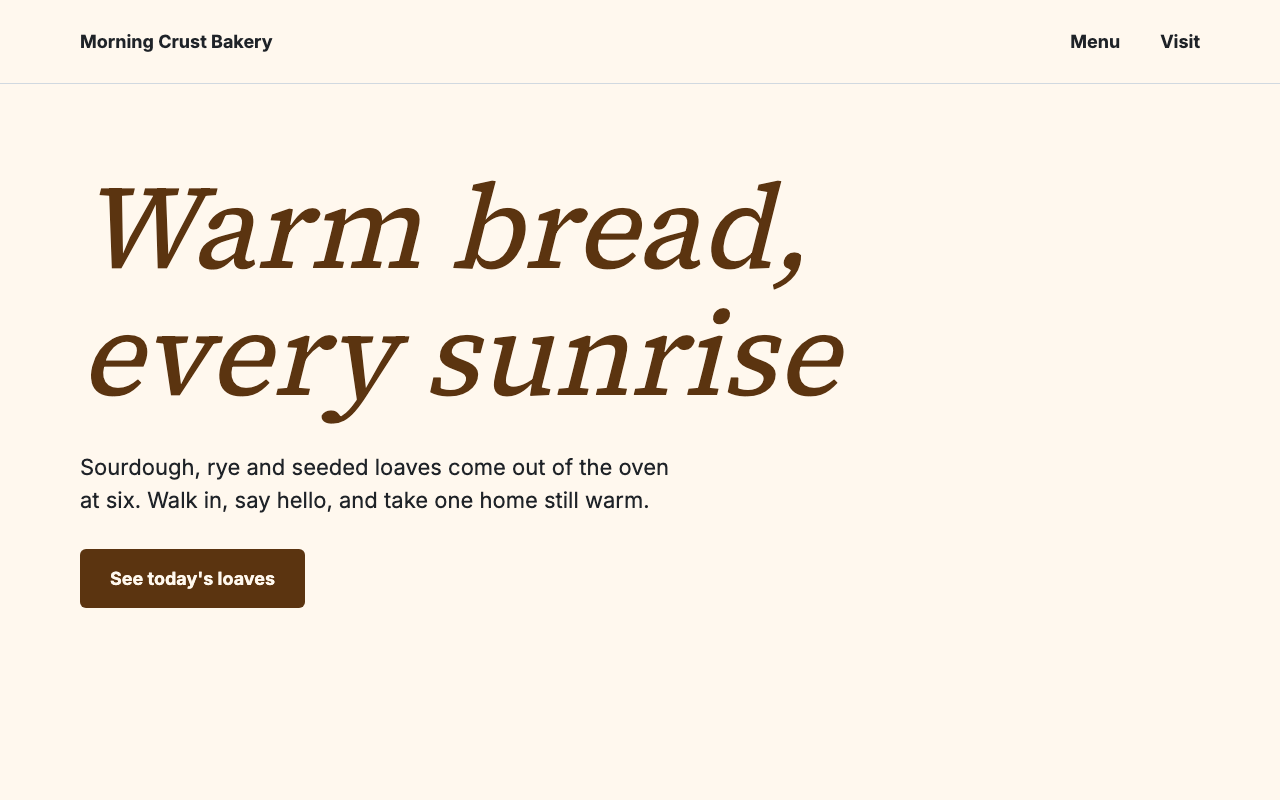 Morning Crust Bakery
Menu Visit
Warm bread,
every sunrise
Sourdough, rye and seeded loaves come out of the oven
at six. Walk in, say hello, and take one home still warm.
See today's loaves